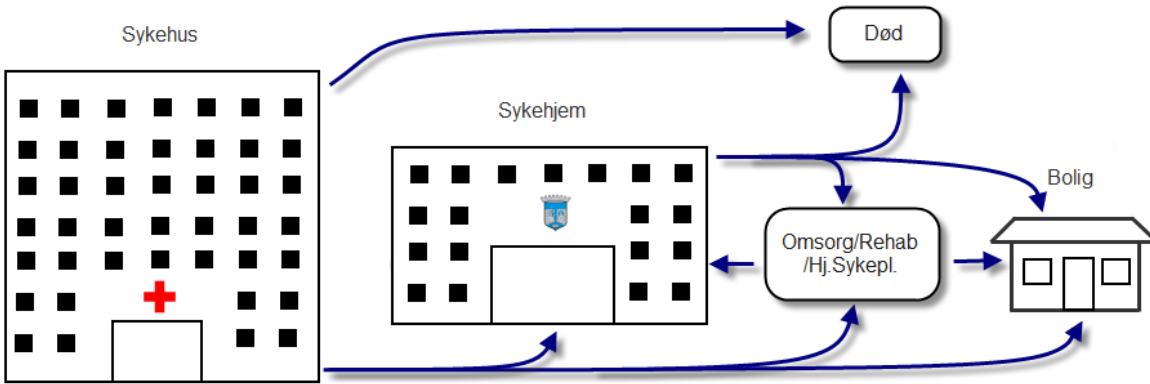 Sykehus
Død
Sykehjem
Bolig
Omsorg/Rehab
/Hj.Sykepl.